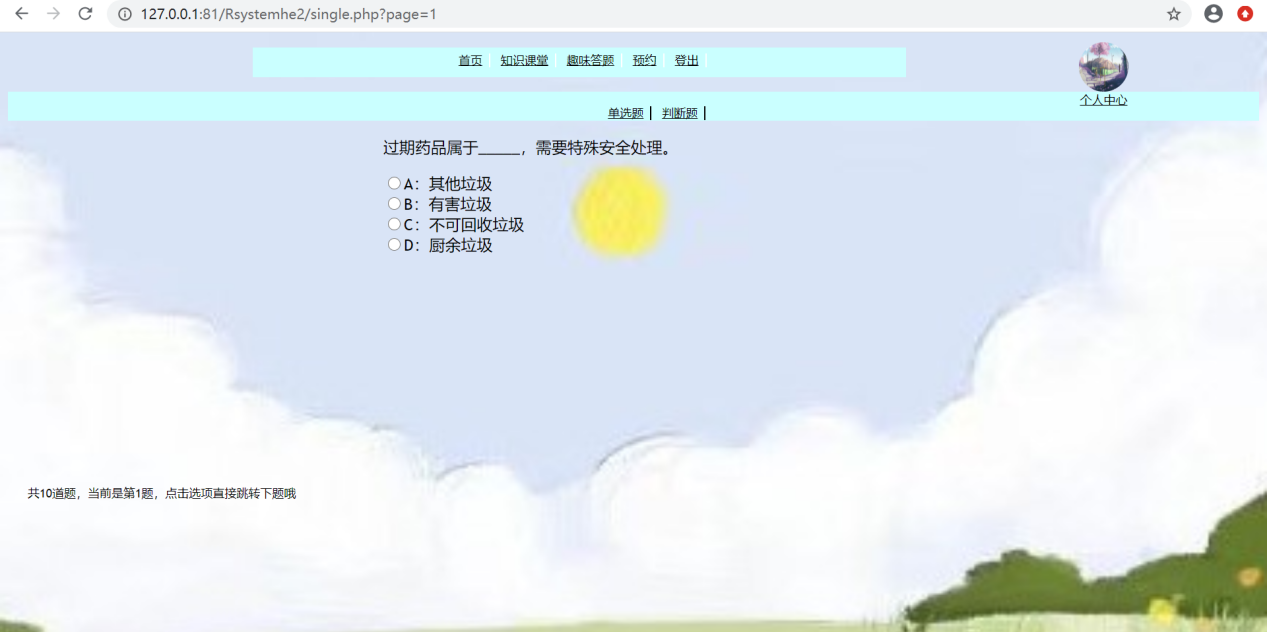 127.0.0.1:81/Rsystemhe2/single.php?page=1
首页 知识课堂 趣味答题 预约 登出
个人中心
单选题 | 判断题 |
过期药品属于_____，需要特殊安全处理。
A：其他垃圾
B：有害垃圾
C：不可回收垃圾
D：厨余垃圾
共10道题，当前是第1题，点击选项直接跳转下题哦